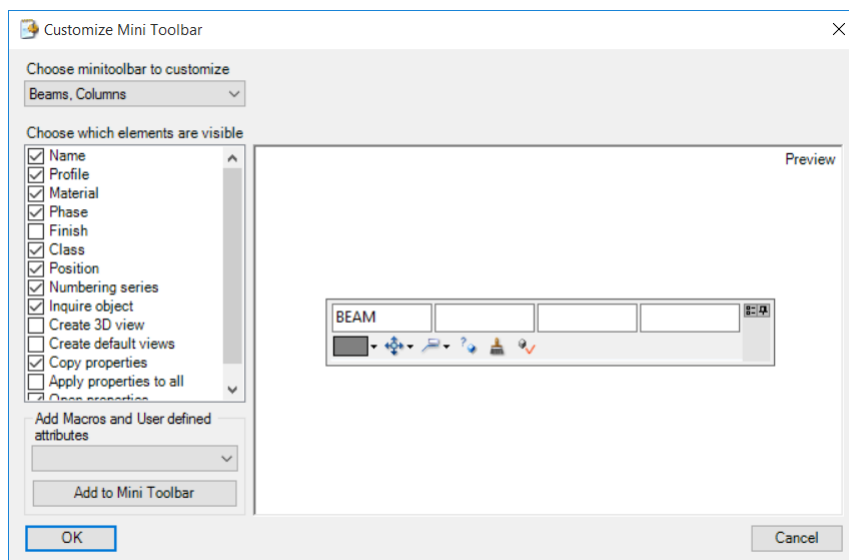 Customize Mini Toolbar
Choose minitoolbar to customize
Beams, Columns
Choose which elements are visible
Name
Profile
Material
Phase
Finish
Class
Position
Numbering series
Inquire object
Create 3D view
Create default views
Copy properties
Apply properties to all
Open properties
Add Macros and User defined
attributes
Add to Mini Toolbar
OK
Preview
BEAM
Cancel